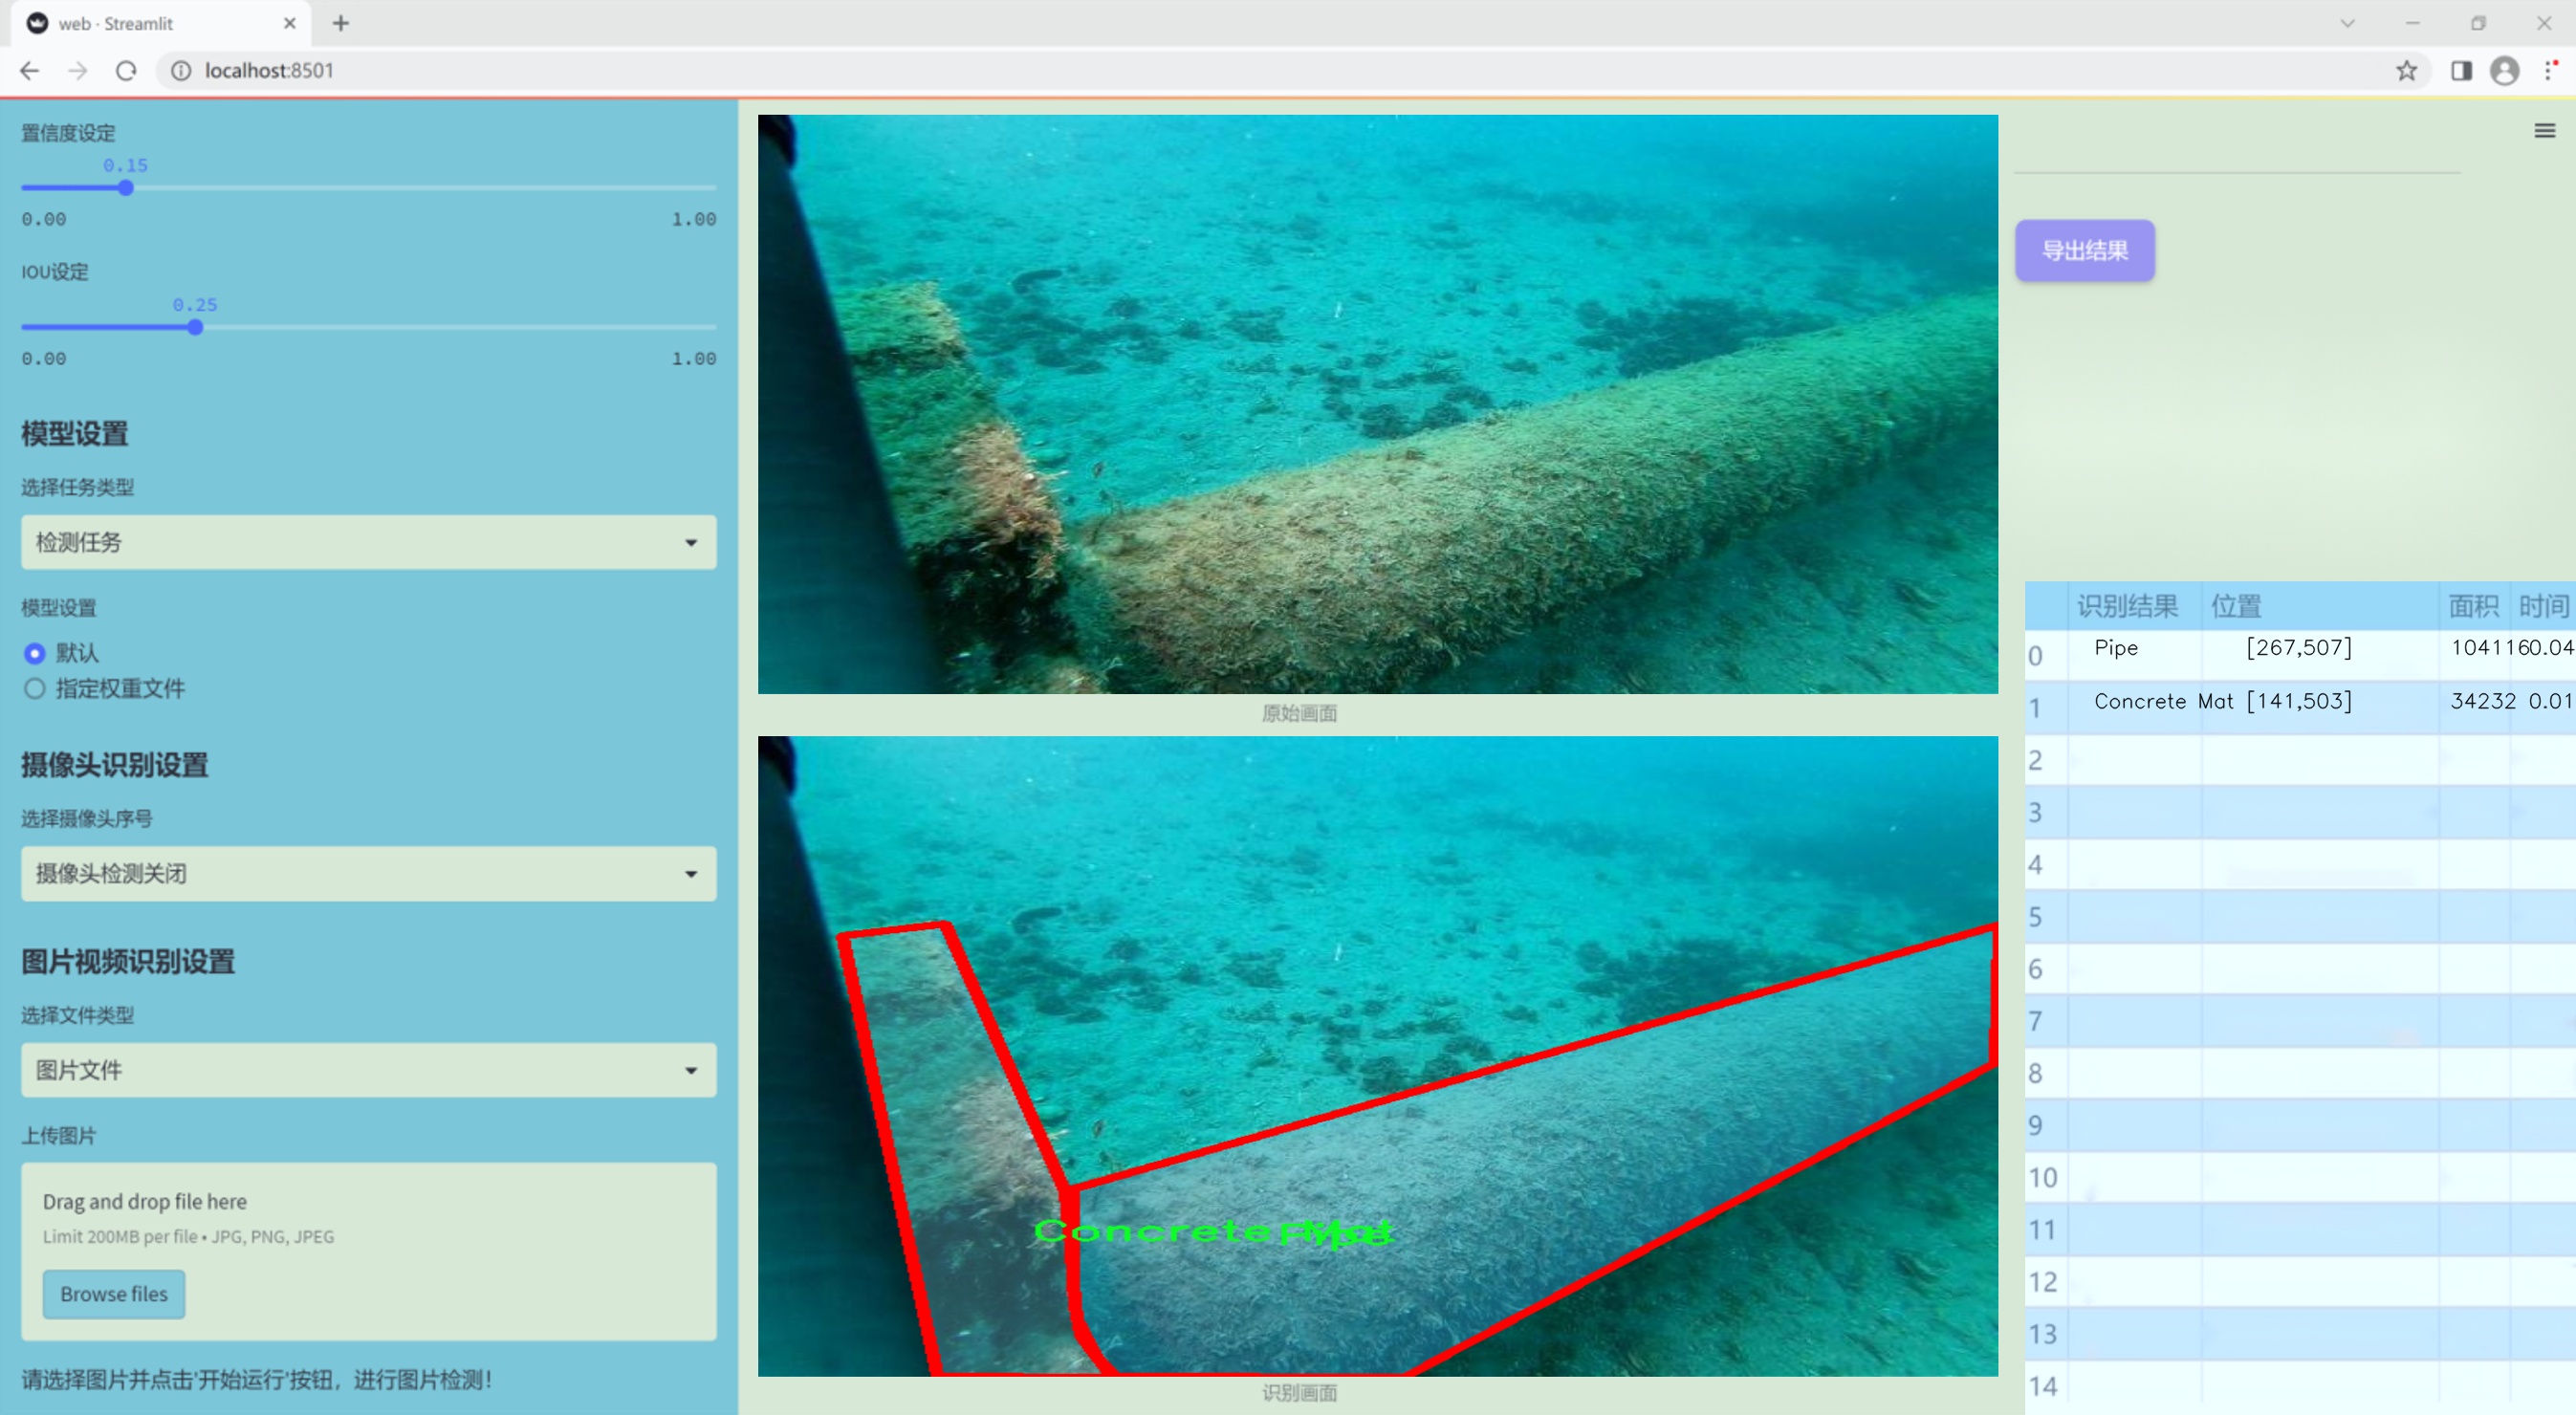 web · Streamlit
localhost:8501
置信度设定
0.15
0.00 1.00
IOU设定
0.25
0.00 1.00
模型设置
选择任务类型
检测任务
模型设置
默认
指定权重文件
摄像头识别设置
选择摄像头序号
摄像头检测关闭
图片视频识别设置
选择文件类型
图片文件
上传图片
Drag and drop file here
Limit 200MB per file • JPG, PNG, JPEG
Browse files
请选择图片并点击'开始运行'按钮，进行图片检测！
原始画面
Concrete
识别画面
导出结果
识别结果 位置 面积 时间
0 Pipe [267,507] 1041160.04
1 Concrete Mat [141,503] 34232 0.01
2
3
4
5
6
7
8
9
10
11
12
13
14